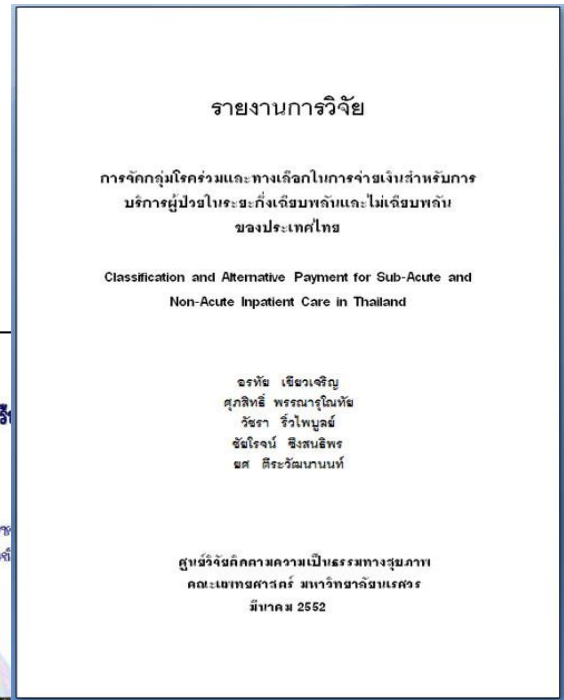 รายงานการวิจัย
การจัดกลุ่มโรคร่วมและทางเลือกในการจ่ายเงินสำหรับการ
บริการผู้ป่วยในระยะกึ่งเฉียบพลันและไม่เฉียบพลัน
ของประเทศไทย
Classification and Alternative Payment for Sub-Acute and
Non-Acute Inpatient Care in Thailand
อรทัย เขียวเจริญ
ศุภสิทธิ์ พรรณารุโณทัย
วัชรา ริ้วไพบูลย์
ชัยโรจน์ ซึงสนธิพร
ยศ ตีระวัฒนานนท์
ศูนย์วิจัยติดตามความเป็นธรรมทางสุขภาพ
คณะแพทยศาสตร์ มหาวิทยาลัยนเรศวร
มีนาคม 2552